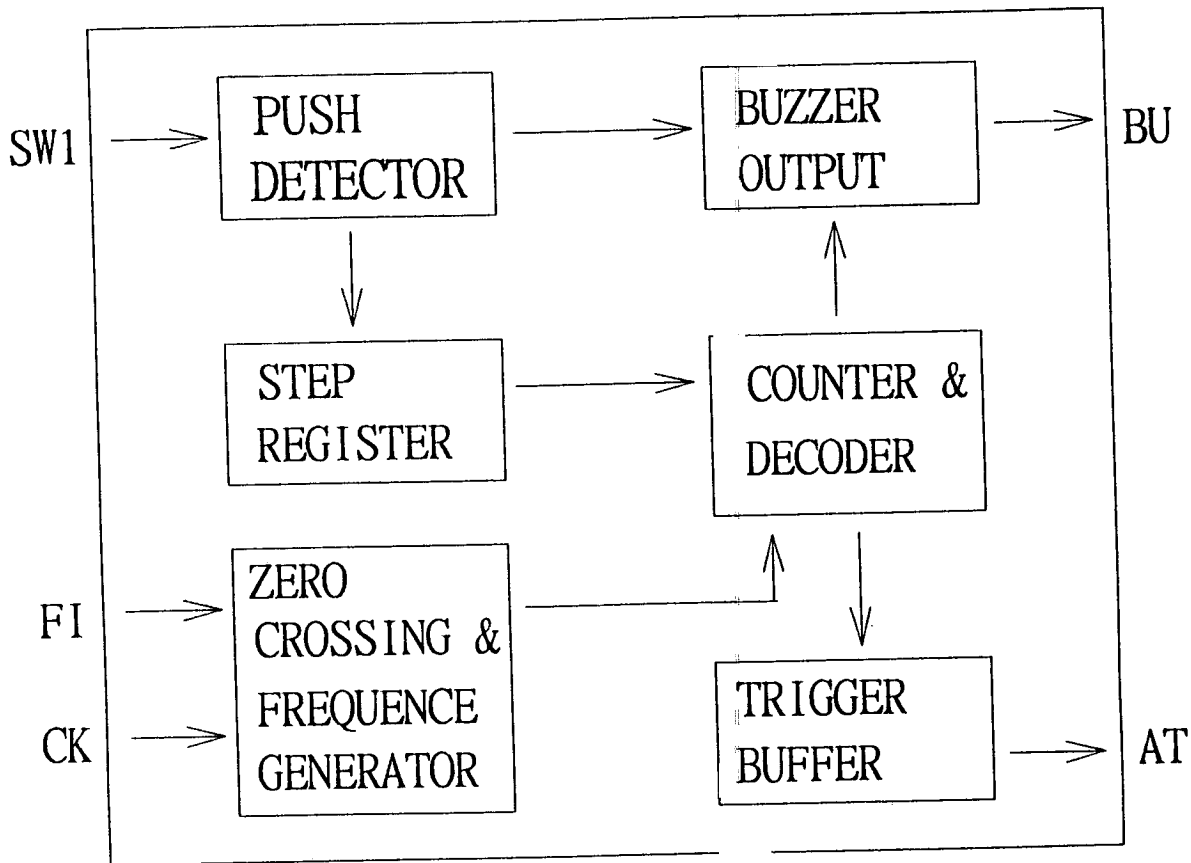 SW1
PUSH
DETECTOR
BUZZER
OUTPUT
BU
STEP
REGISTER
COUNTER &
DECODER
FI
CK
ZERO
CROSSING &
FREQUENCE
GENERATOR
TRIGGER
BUFFER
AT